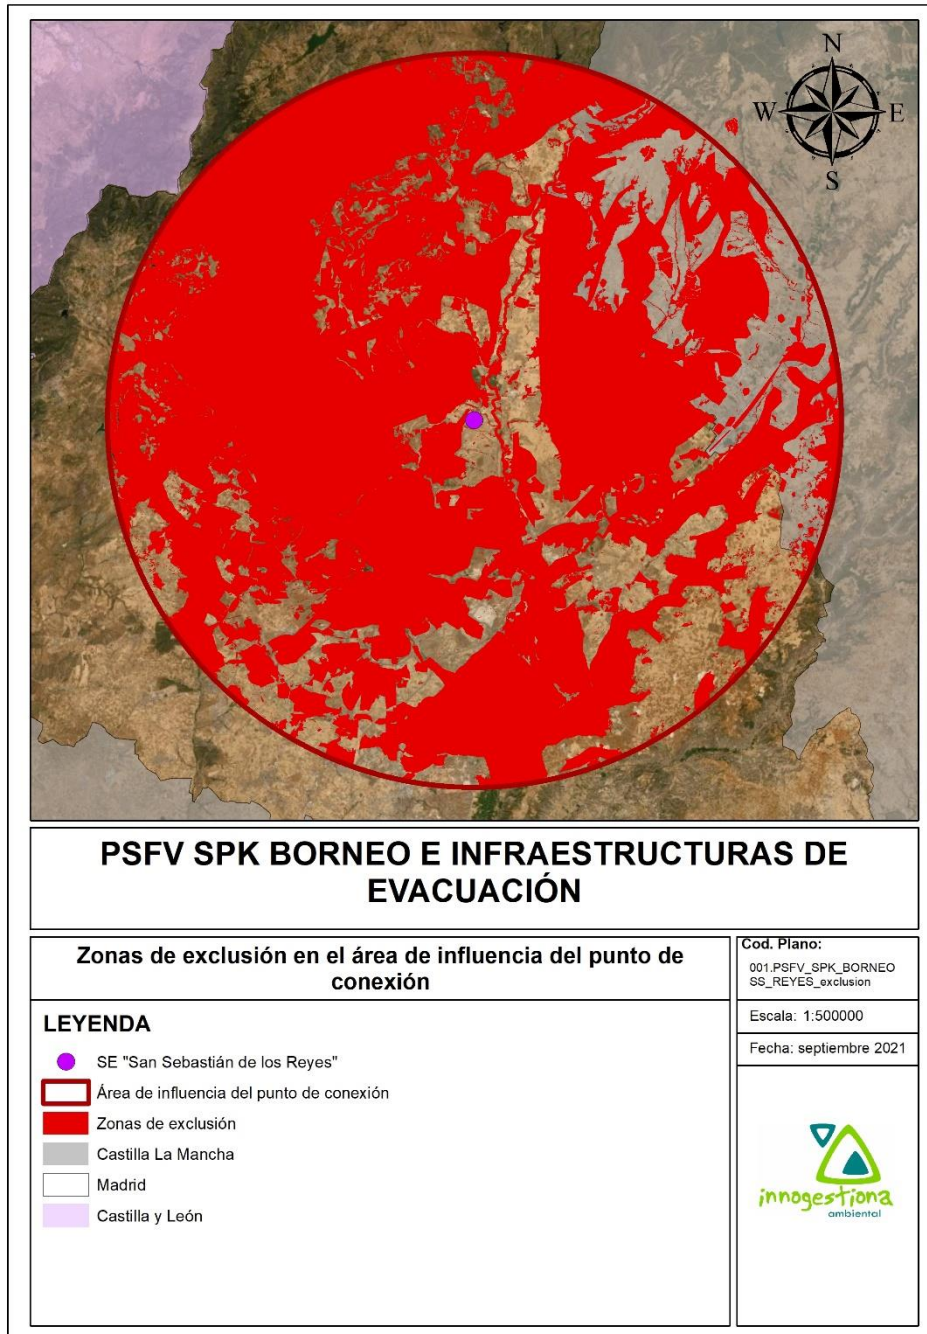 N
W E
S
PSFV SPK BORNEO E INFRAESTRUCTURAS DE
EVACUACIÓN
Zonas de exclusión en el área de influencia del punto de
conexión
Cod. Plano:
001.PSFV_SPK_BORNEO
SS_REYES_exclusion
Escala: 1:500000
Fecha: septiembre 2021
LEYENDA
SE "San Sebastián de los Reyes"
Área de influencia del punto de conexión
Zonas de exclusión
Castilla La Mancha
Madrid
Castilla y León
innogestiona
ambiental